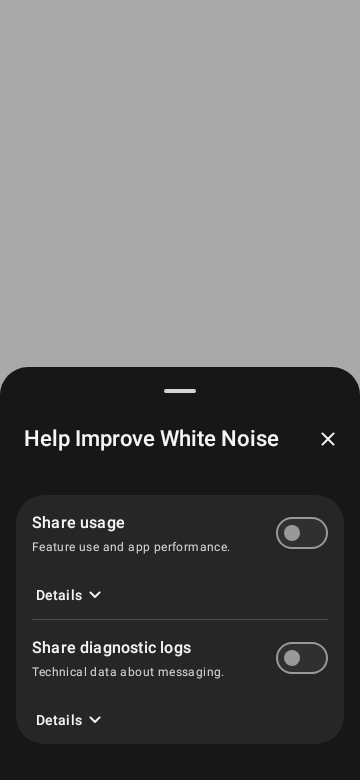 Help Improve White Noise
Share usage
Feature use and app performance.
Details
Share diagnostic logs
Technical data about messaging.
Details